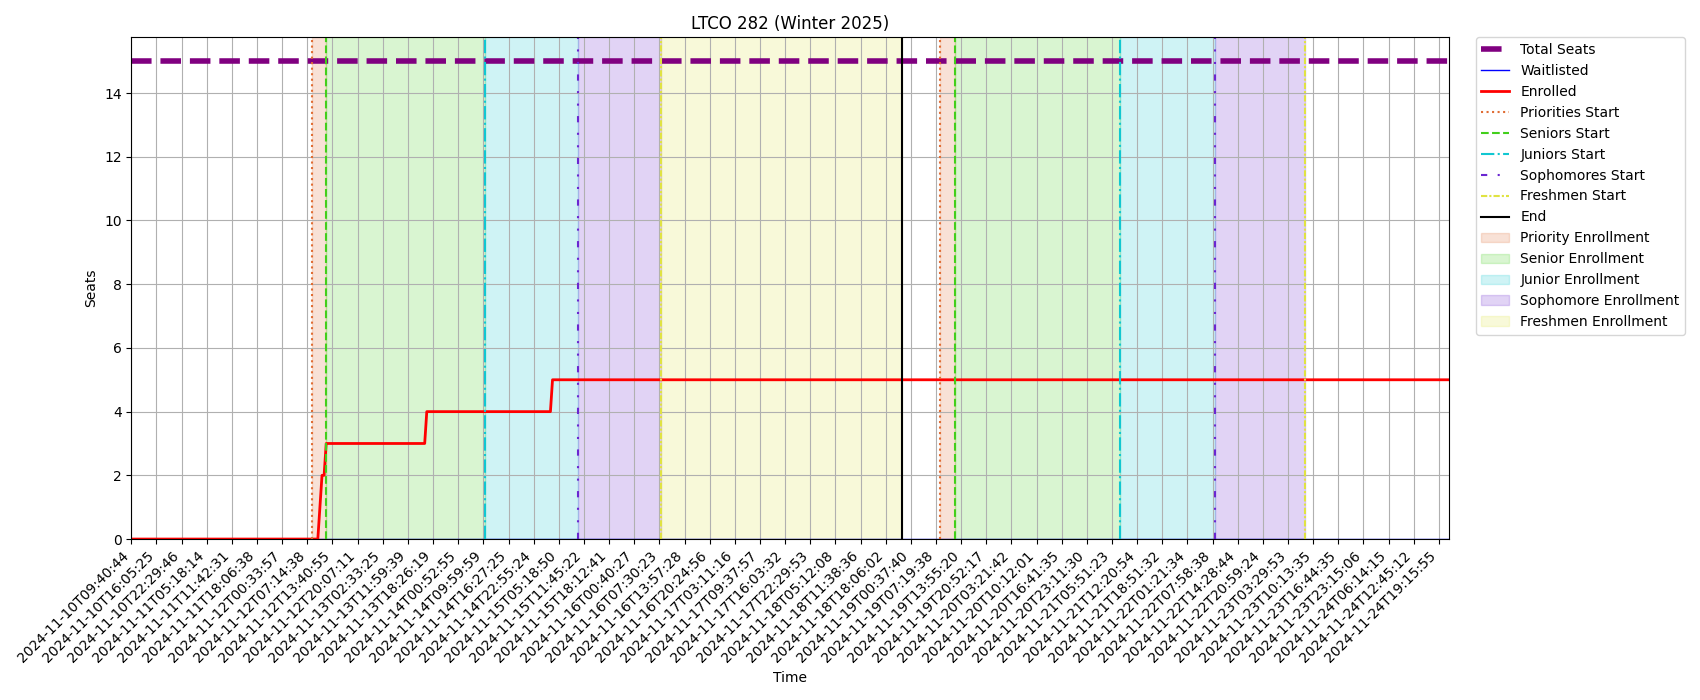 LTCO 282 (Winter 2025)
Seats
14
12
10
8
6
4
2
0
2024-11-10T09:40:44
2024-11-10T16:05:25
2024-11-10T22:29:46
2024-11-11T05:18:14
2024-11-11T11:42:31
2024-11-11T18:06:38
2024-11-12T00:33:57
2024-11-12T07:14:38
2024-11-12T13:40:55
2024-11-12T20:07:11
2024-11-13T02:33:25
2024-11-13T11:59:39
2024-11-13T18:26:19
2024-11-14T00:52:55
2024-11-14T09:59:59
2024-11-14T16:27:25
2024-11-14T22:55:24
2024-11-15T05:18:50
2024-11-15T11:45:22
2024-11-15T18:12:41
2024-11-16T00:40:27
2024-11-16T07:30:23
2024-11-16T13:57:28
2024-11-16T20:24:56
2024-11-17T03:11:16
2024-11-17T09:37:57
2024-11-17T16:03:32
2024-11-17T22:29:53
2024-11-18T05:12:08
2024-11-18T11:38:36
2024-11-18T18:06:02
2024-11-19T00:37:40
2024-11-19T07:19:38
2024-11-19T13:55:20
2024-11-19T20:52:17
2024-11-20T03:21:42
2024-11-20T10:12:01
2024-11-20T16:41:35
2024-11-20T23:11:30
2024-11-21T05:51:23
2024-11-21T12:20:54
2024-11-21T18:51:32
2024-11-22T01:21:34
2024-11-22T07:58:38
2024-11-22T14:28:44
2024-11-22T20:59:24
2024-11-23T03:29:53
2024-11-23T10:13:35
2024-11-23T16:44:35
2024-11-23T23:15:06
2024-11-24T06:14:15
2024-11-24T12:45:12
2024-11-24T19:15:55
Time
Total Seats
Waitlisted
Enrolled
Priorities Start
Seniors Start
Juniors Start
Sophomores Start
Freshmen Start
End
Priority Enrollment
Senior Enrollment
Junior Enrollment
Sophomore Enrollment
Freshmen Enrollment